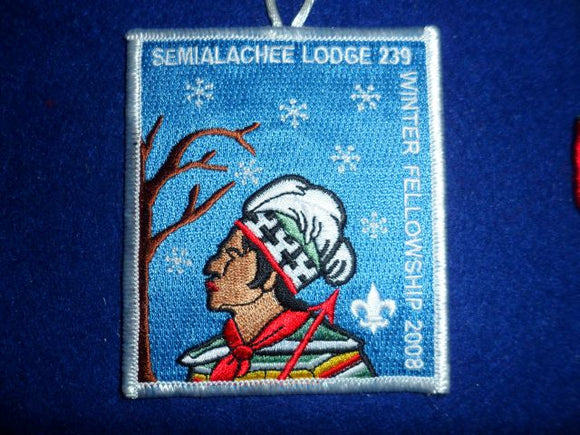 SEMIALACHEE LODGE 239
WINTER FELLOWSHIP 2008